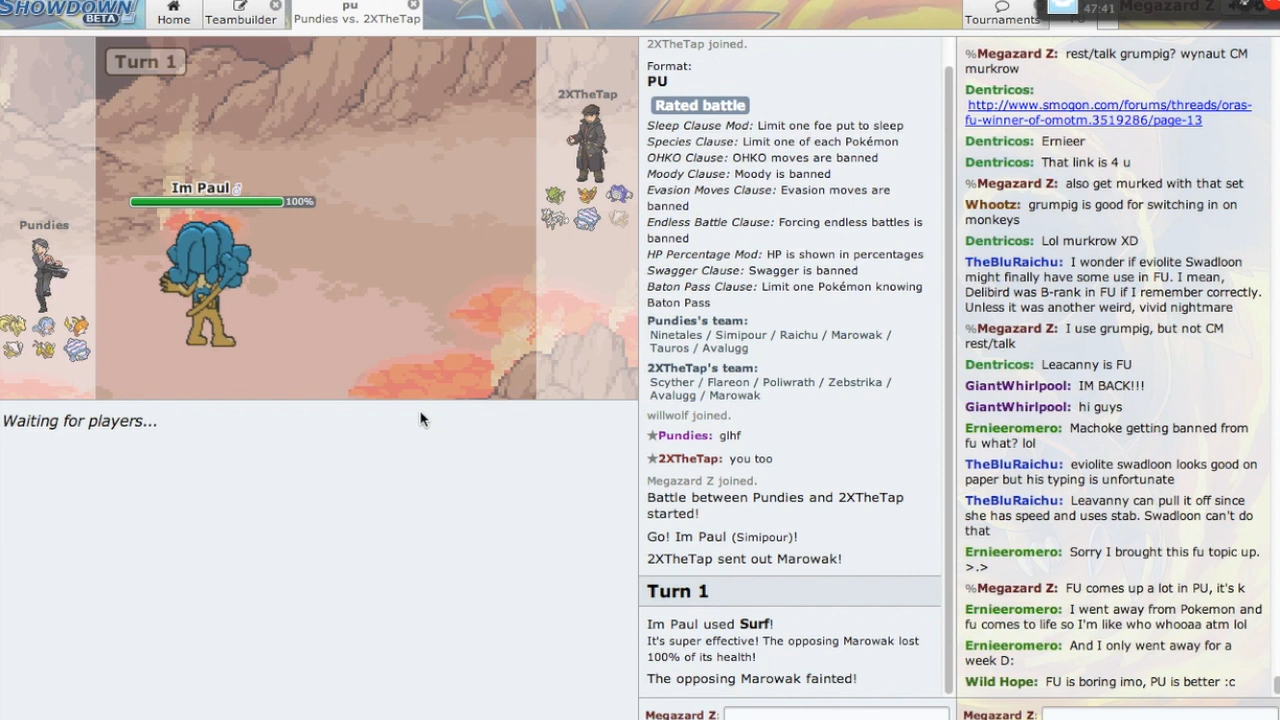 SHOWDOWN
BETA
Home
Teambuilder
pu
Pundies vs. 2XTheTap
Tournaments
47:41
Megazard Z
Turn 1
Im Paul♂
100%
Pundies
2XTheTap
Waiting for players...
2XTheTap joined.
Format:
PU
Rated battle
Sleep Clause Mod: Limit one foe put to sleep
Species Clause: Limit one of each Pokémon
OHKO Clause: OHKO moves are banned
Moody Clause: Moody is banned
Evasion Moves Clause: Evasion moves are
banned
Endless Battle Clause: Forcing endless battles is
banned
HP Percentage Mod: HP is shown in percentages
Swagger Clause: Swagger is banned
Baton Pass Clause: Limit one Pokémon knowing
Baton Pass
Pundies's team:
Ninetales / Simipour / Raichu / Marowak /
Tauros / Avalugg
2XTheTap's team:
Scyther / Flareon / Poliwrath / Zebstrika /
Avalugg / Marowak
willwolf joined.
★Pundies: glhf
★2XTheTap: you too
Megazard Z joined.
Battle between Pundies and 2XTheTap
started!
Go! Im Paul (Simipour)!
2XTheTap sent out Marowak!
Turn 1
Im Paul used Surf!
It's super effective! The opposing Marowak lost
100% of its health!
The opposing Marowak fainted!
Megazard Z:
%Megazard Z: rest/talk grumpig? wynaut CM
murkrow
Dentricos:
http://www.smogon.com/forums/threads/oras-
fu-winner-of-omotm.3519286/page-13
Dentricos: Ernieer
Dentricos: That link is 4 u
%Megazard Z: also get murked with that set
Whootz: grumpig is good for switching in on
monkeys
Dentricos: Lol murkrow XD
TheBluRaichu: I wonder if eviolite Swadloon
might finally have some use in FU. I mean,
Delibird was B-rank in FU if I remember correctly.
Unless it was another weird, vivid nightmare
%Megazard Z: I use grumpig, but not CM
rest/talk
Dentricos: Leacanny is FU
GiantWhirlpool: IM BACK!!!
GiantWhirlpool: hi guys
Ernieeromero: Machoke getting banned from
fu what? lol
TheBluRaichu: eviolite swadloon looks good on
paper but his typing is unfortunate
TheBluRaichu: Leavanny can pull it off since
she has speed and uses stab. Swadloon can't do
that
Ernieeromero: Sorry I brought this fu topic up.
>.>
%Megazard Z: FU comes up a lot in PU, it's k
Ernieeromero: I went away from Pokemon and
fu comes to life so I'm like who whooaa atm lol
Ernieeromero: And I only went away for a
week D:
Wild Hope: FU is boring imo, PU is better :c
Megazard Z: